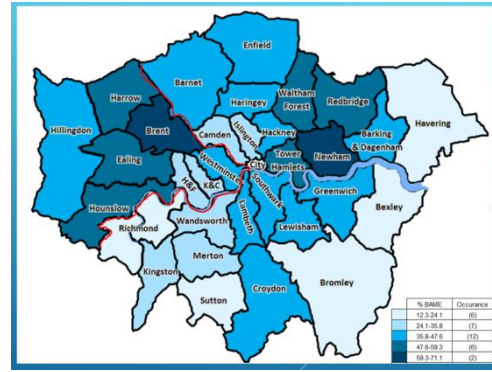 Enfield
Barnet
Harrow
Haringey
Waltham
Forest
Redbridge
Havering
Hillingdon
Brent
Camden
Islington
Hackney
Barking
& Dagenham
Ealing
Westminster
City
Tower
Hamlets
Newham
H&F
K&C
Southwark
Greenwich
Hounslow
Bexley
Richmond
Wandsworth
Lambeth
Lewisham
Merton
Kingston
Sutton
Croydon
Bromley
% BAME Occurance
12.3-24.1 (6)
24.1-35.8 (7)
35.8-47.6 (12)
47.6-59.3 (6)
59.3-71.1 (2)